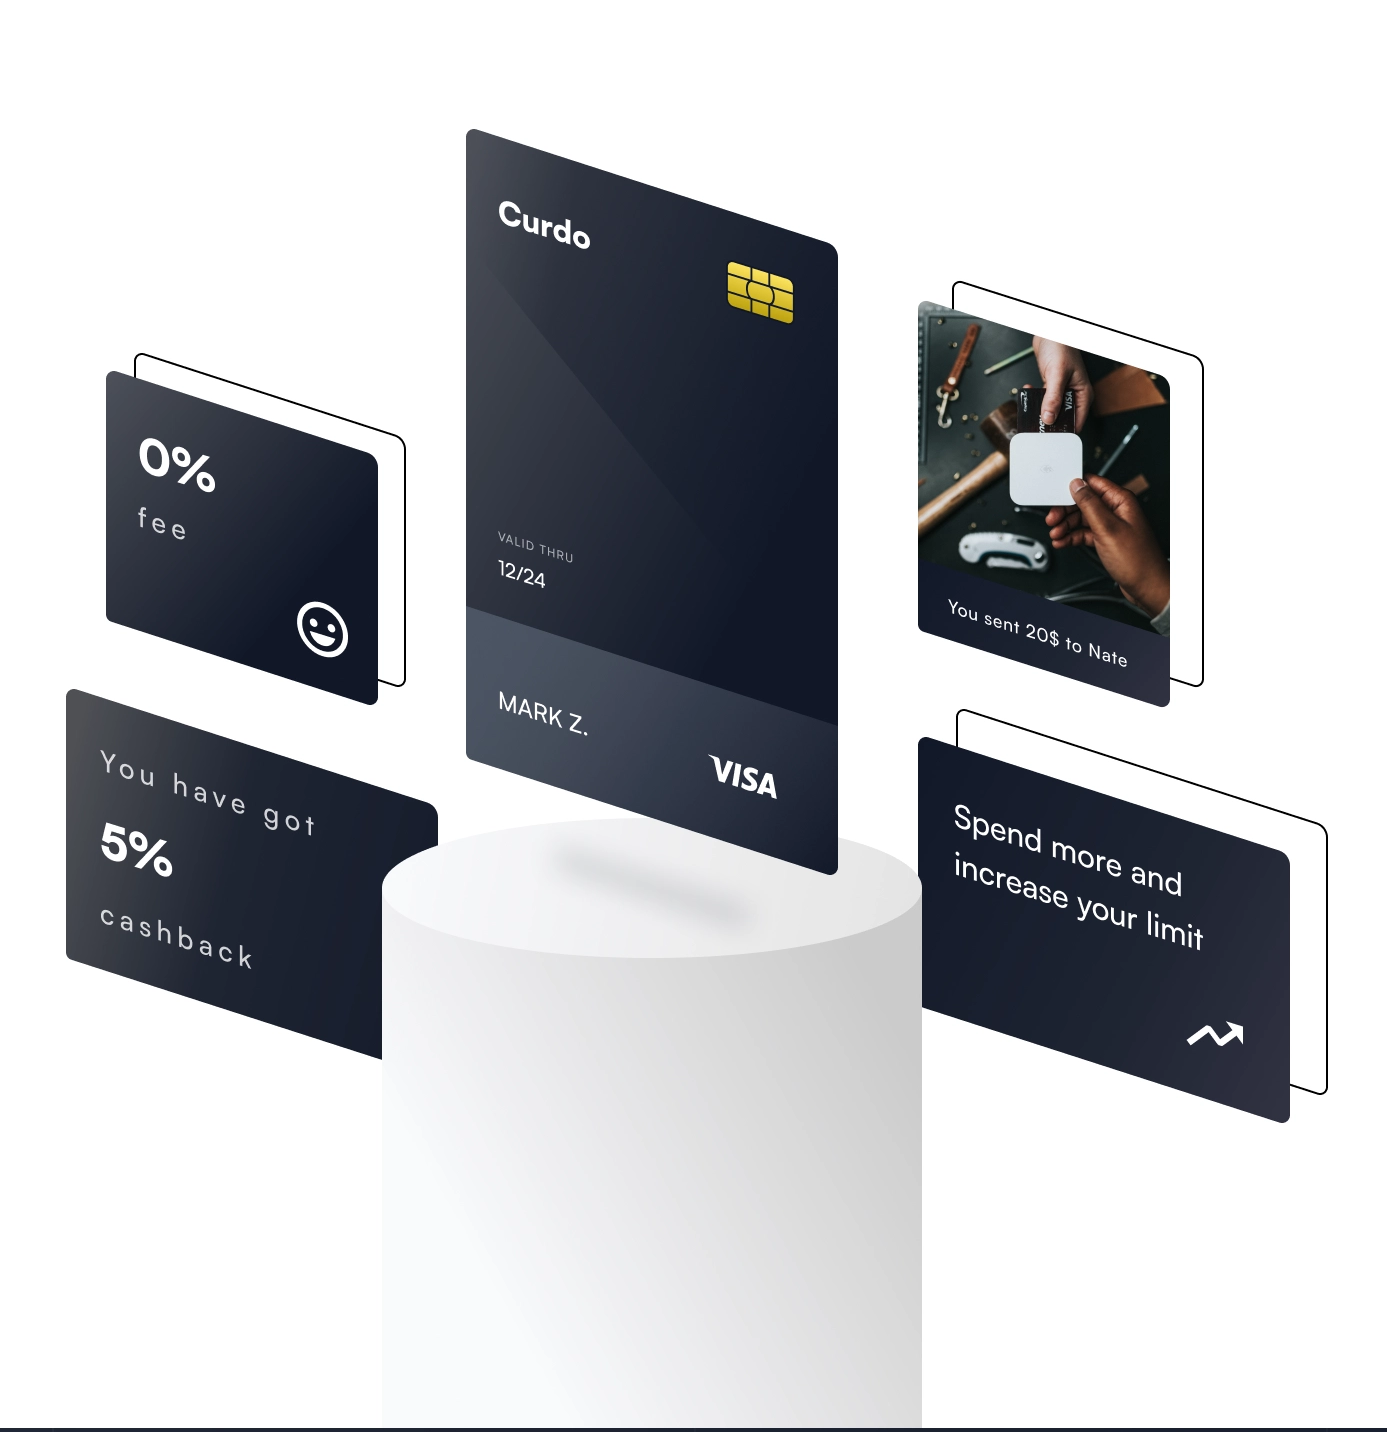 Curdo
VALID THRU
12/24
MARK Z.
VISA
0%
fee
You have got
5%
cashback
VISA
You sent 20$ to Nate
Spend more and
increase your limit